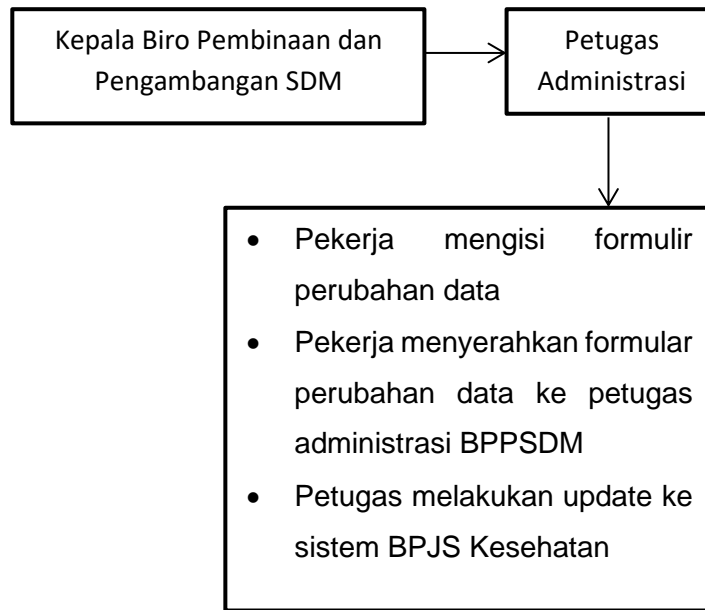 Kepala Biro Pembinaan dan
Pengambangan SDM
Petugas
Administrasi
• Pekerja mengisi formulir
perubahan data
• Pekerja menyerahkan formular
perubahan data ke petugas
administrasi BPPSDM
• Petugas melakukan update ke
sistem BPJS Kesehatan